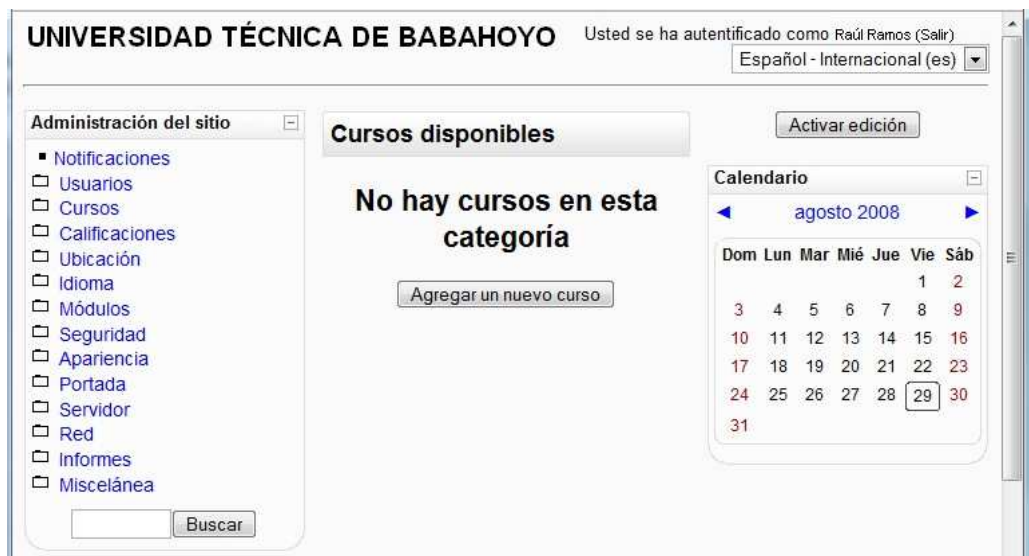 UNIVERSIDAD TÉCNICA DE BABAHOYO
Usted se ha autentificado como Raúl Ramos (Salir)
Español - Internacional (es)
Administración del sitio
Notificaciones
Usuarios
Cursos
Calificaciones
Ubicación
Idioma
Módulos
Seguridad
Apariencia
Portada
Servidor
Red
Informes
Miscelánea
Buscar
Cursos disponibles
No hay cursos en esta
categoría
Agregar un nuevo curso
Activar edición
Calendario
agosto 2008
Dom Lun Mar Mié Jue Vie Sáb
1 2
3 4 5 6 7 8 9
10 11 12 13 14 15 16
17 18 19 20 21 22 23
24 25 26 27 28 29 30
31